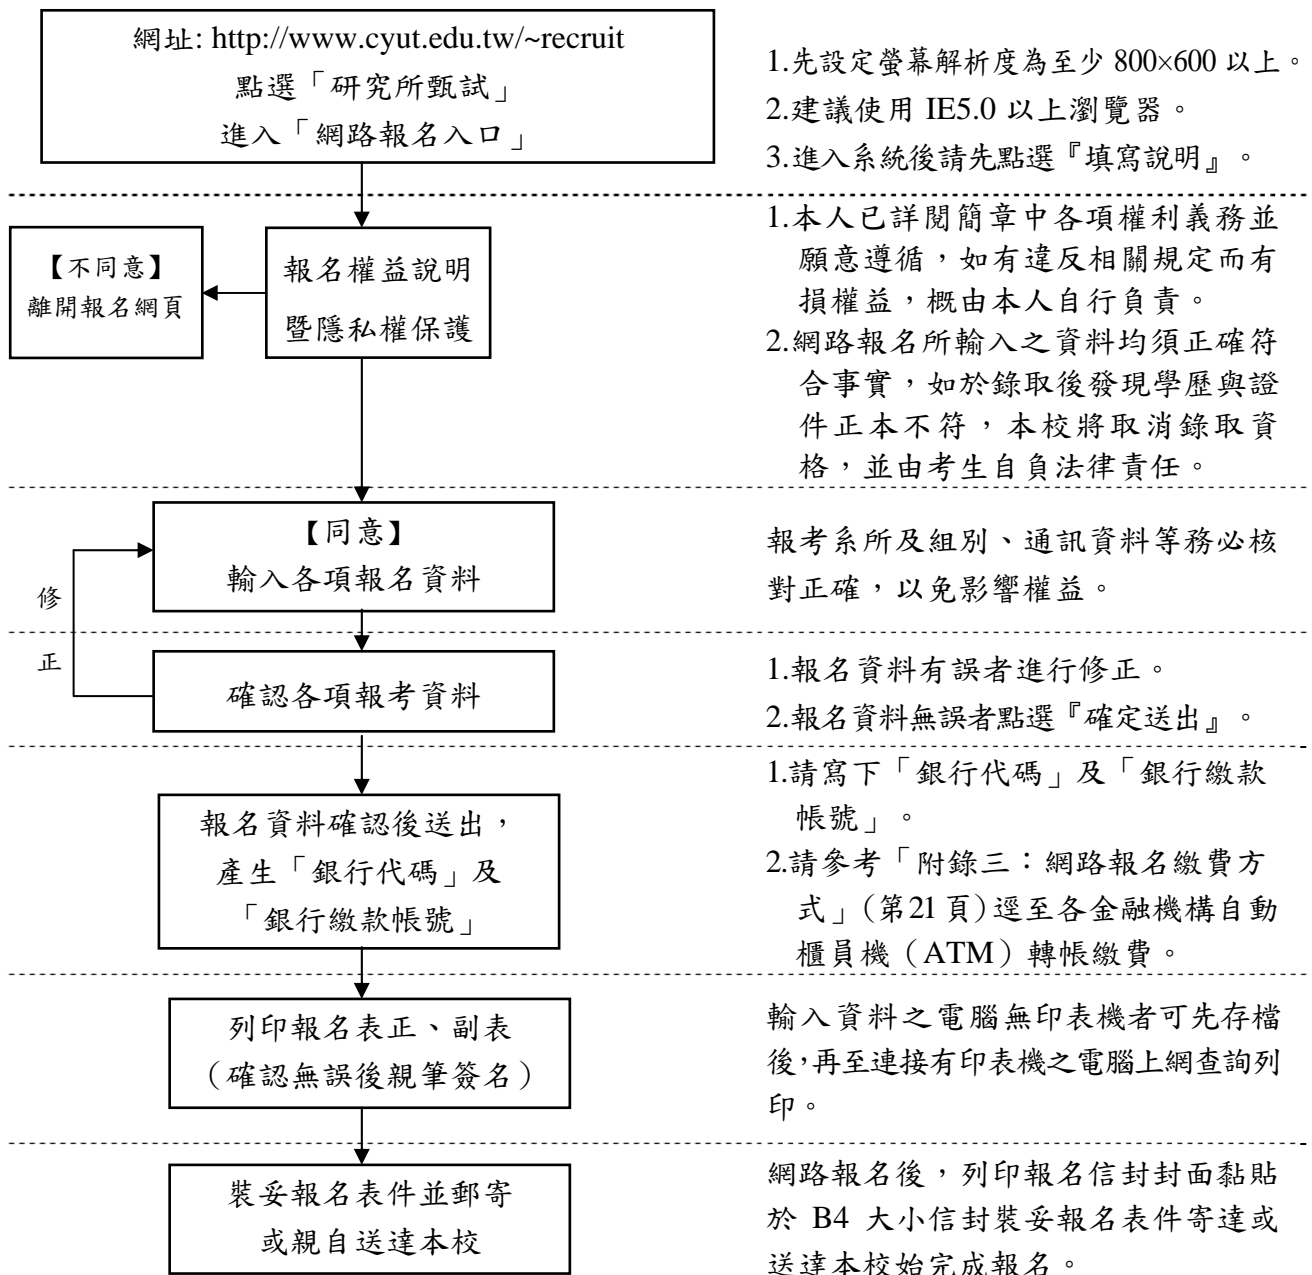 網址: http://www.cyut.edu.tw/~recruit
點選「研究所甄試」
進入「網路報名入口」
1.先設定螢幕解析度為至少 800×600 以上。
2.建議使用 IE5.0 以上瀏覽器。
3.進入系統後請先點選『填寫說明』。
【不同意】
離開報名網頁
報名權益說明
暨隱私權保護
1.本人已詳閱簡章中各項權利義務並
願意遵循，如有違反相關規定而有
損權益，概由本人自行負責。
2.網路報名所輸入之資料均須正確符
合事實，如於錄取後發現學歷與證
件正本不符，本校將取消錄取資
格，並由考生自負法律責任。
【同意】
輸入各項報名資料
報考系所及組別、通訊資料等務必核
對正確，以免影響權益。
修
正
確認各項報考資料
1.報名資料有誤者進行修正。
2.報名資料無誤者點選『確定送出』。
報名資料確認後送出，
產生「銀行代碼」及
「銀行繳款帳號」
1.請寫下「銀行代碼」及「銀行繳款
帳號」。
2.請參考「附錄三：網路報名繳費方
式」（第21頁）逕至各金融機構自動
櫃員機（ATM）轉帳繳費。
列印報名表正、副表
（確認無誤後親筆簽名）
輸入資料之電腦無印表機者可先存檔
後，再至連接有印表機之電腦上網查詢列
印。
裝妥報名表件並郵寄
或親自送達本校
網路報名後，列印報名信封封面黏貼
於 B4 大小信封裝妥報名表件寄達或
送達本校始完成報名。